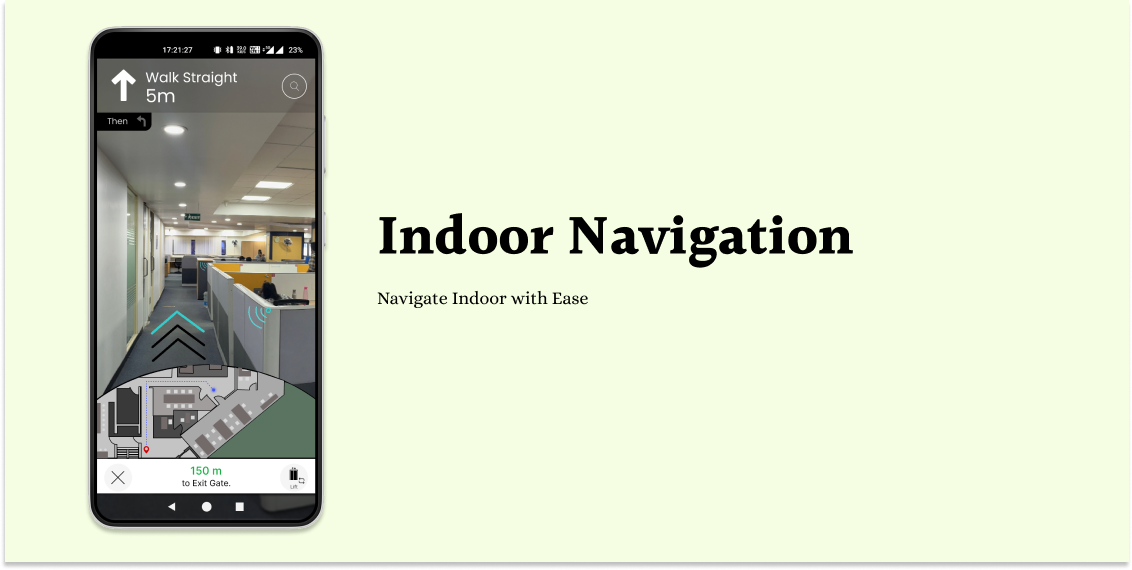 17:21:27
23%
Walk Straight
5m
Then
Indoor Navigation
Navigate Indoor with Ease
150 m
to Exit Gate.
Lift